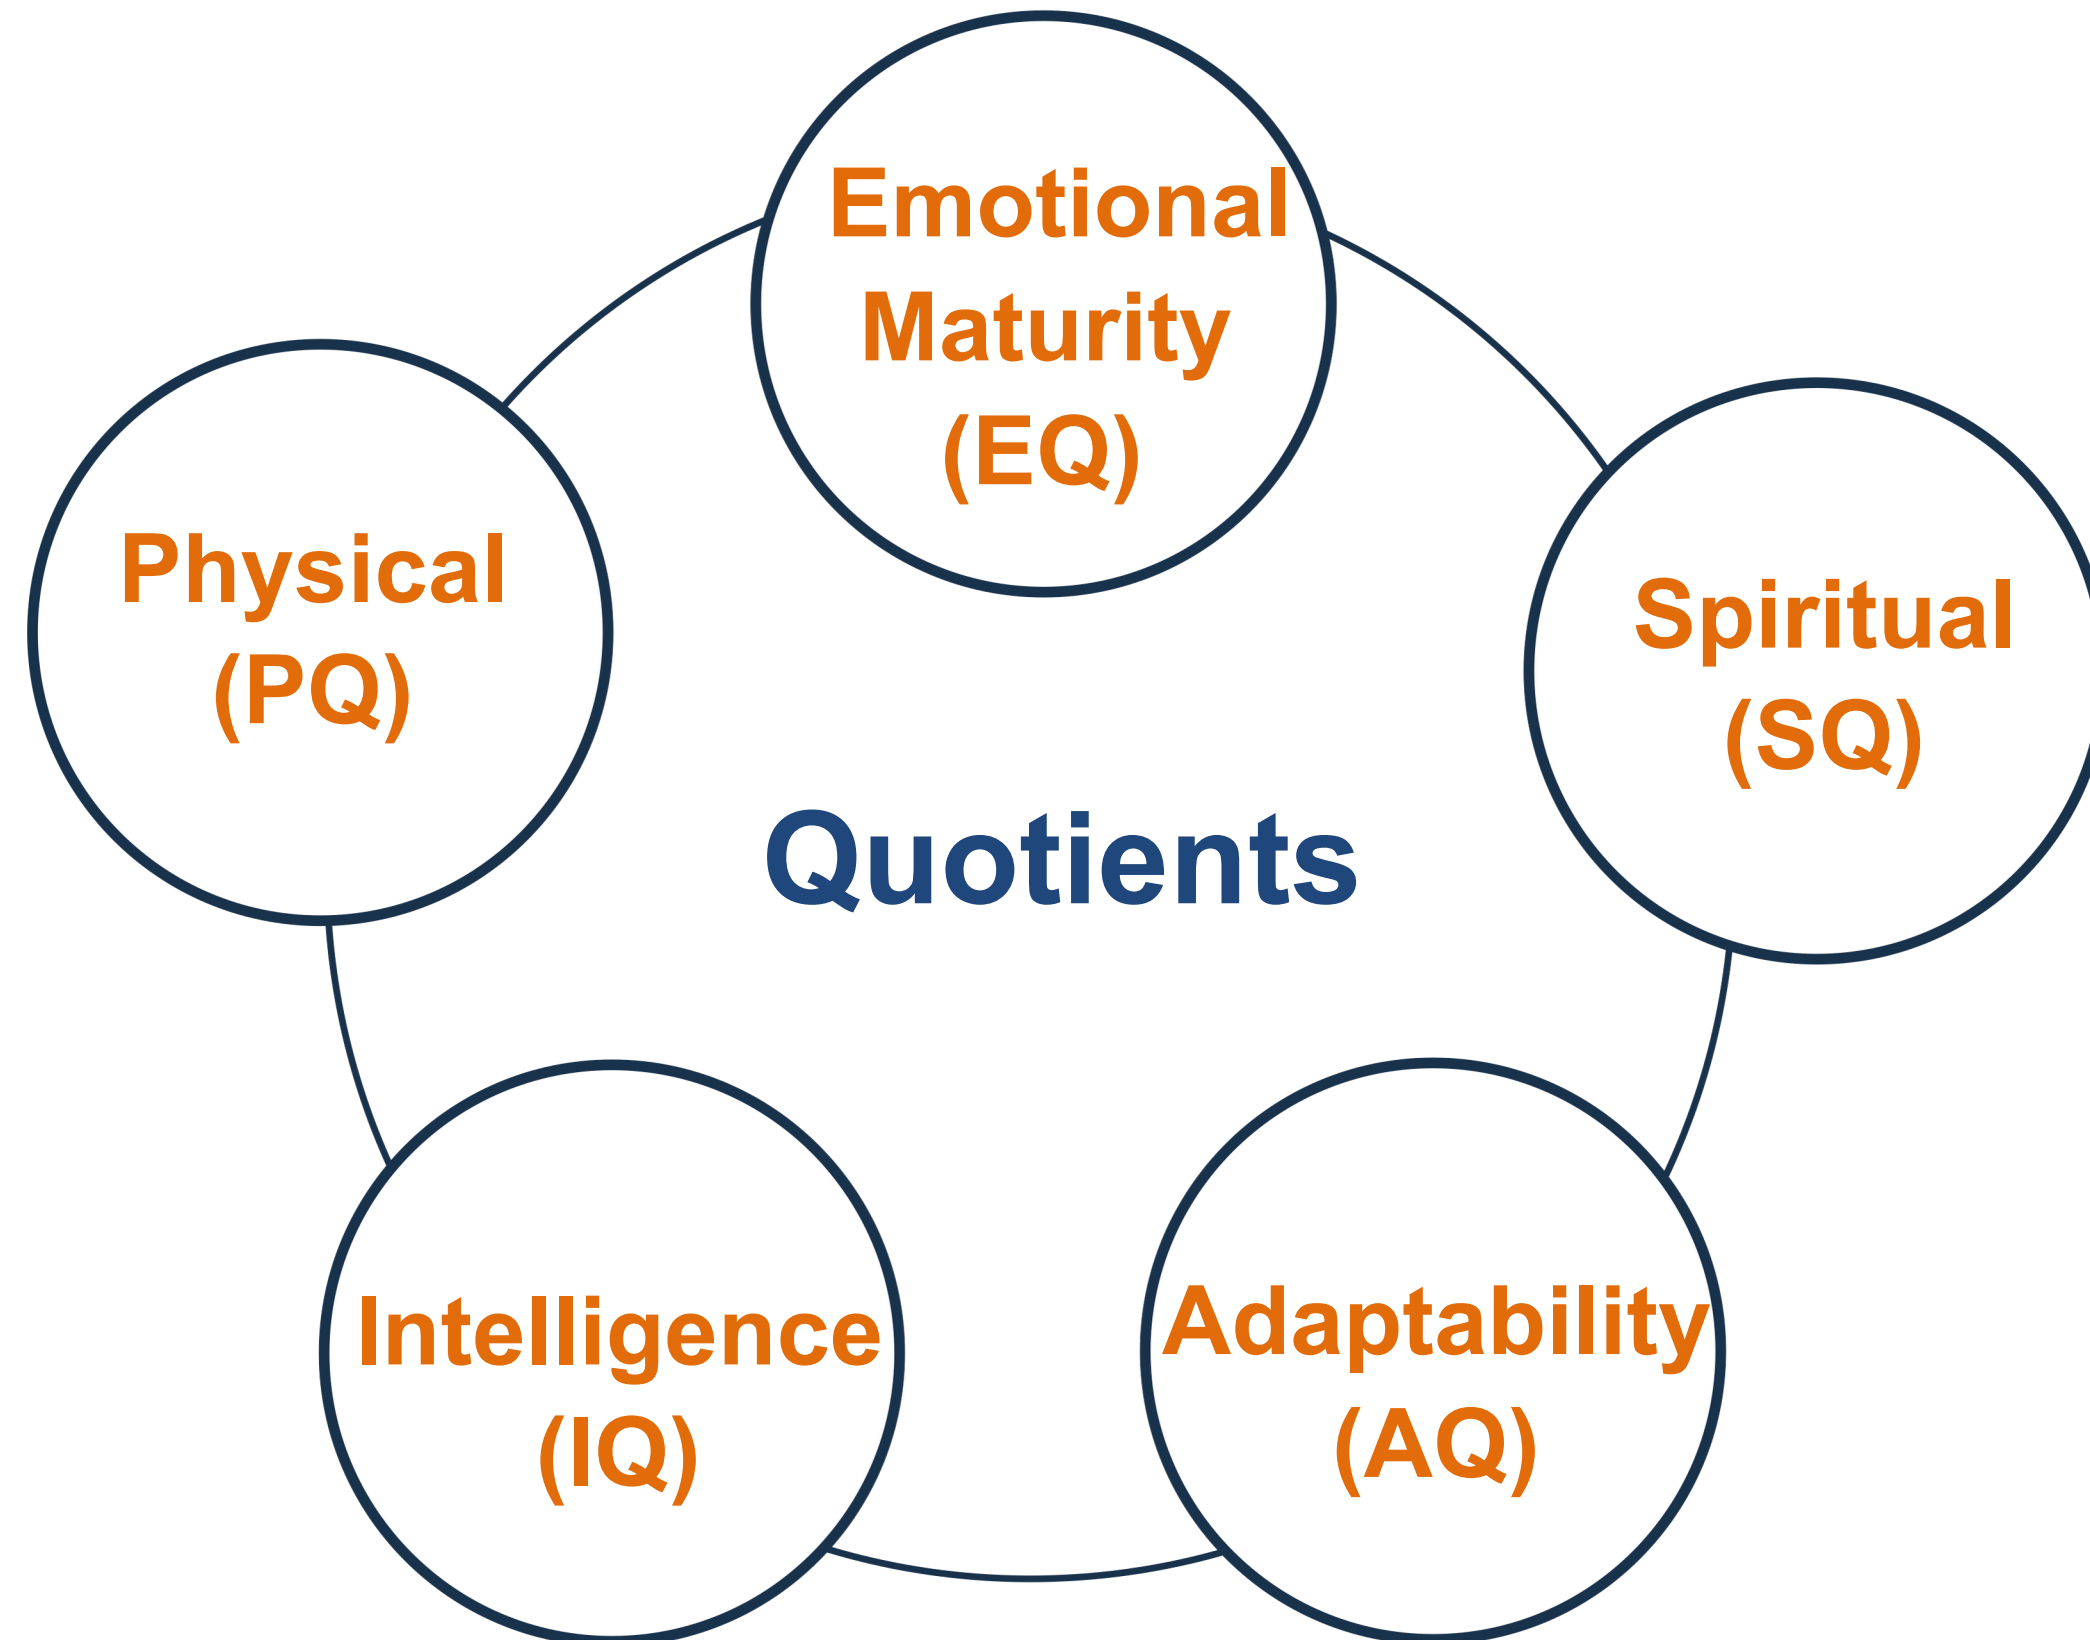 Emotional
Maturity
(EQ)
Physical
(PQ)
Spiritual
(SQ)
Quotients
Intelligence
(IQ)
Adaptability
(AQ)